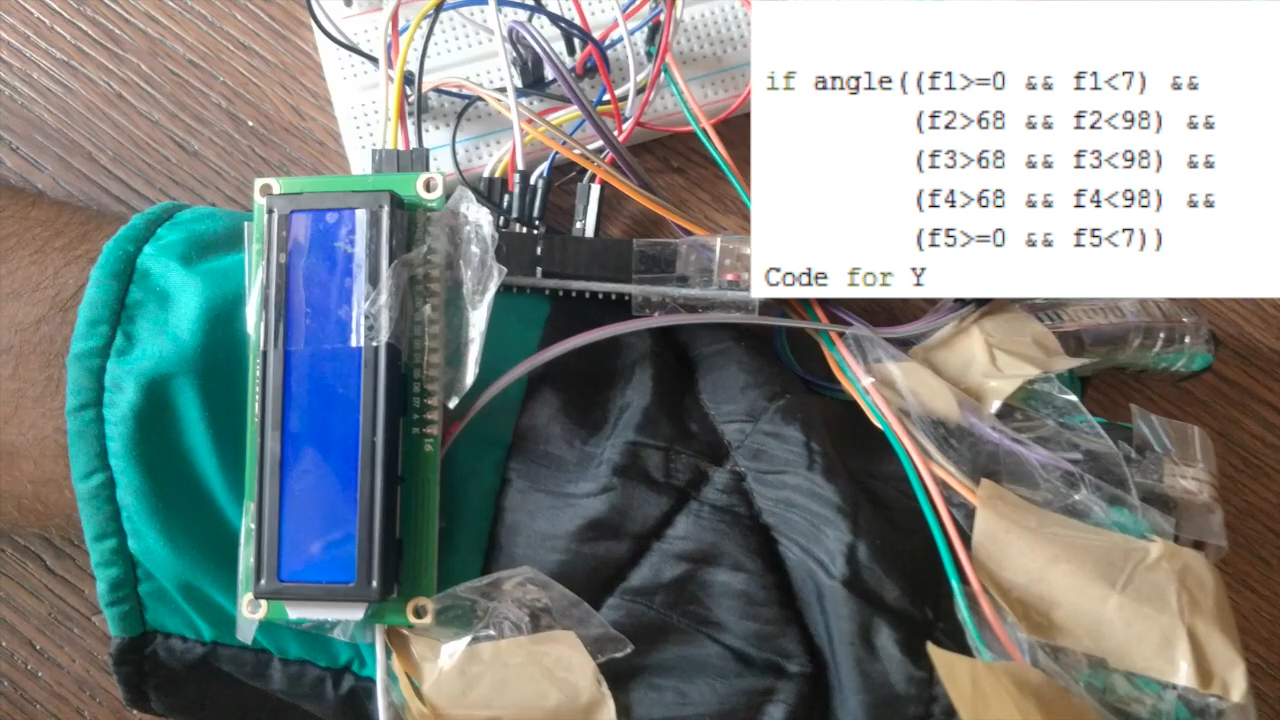 if angle((f1>=0 && f1<7) &&
(f2>68 && f2<98) &&
(f3>68 && f3<98) &&
(f4>68 && f4<98) &&
(f5>=0 && f5<7))
Code for Y
16